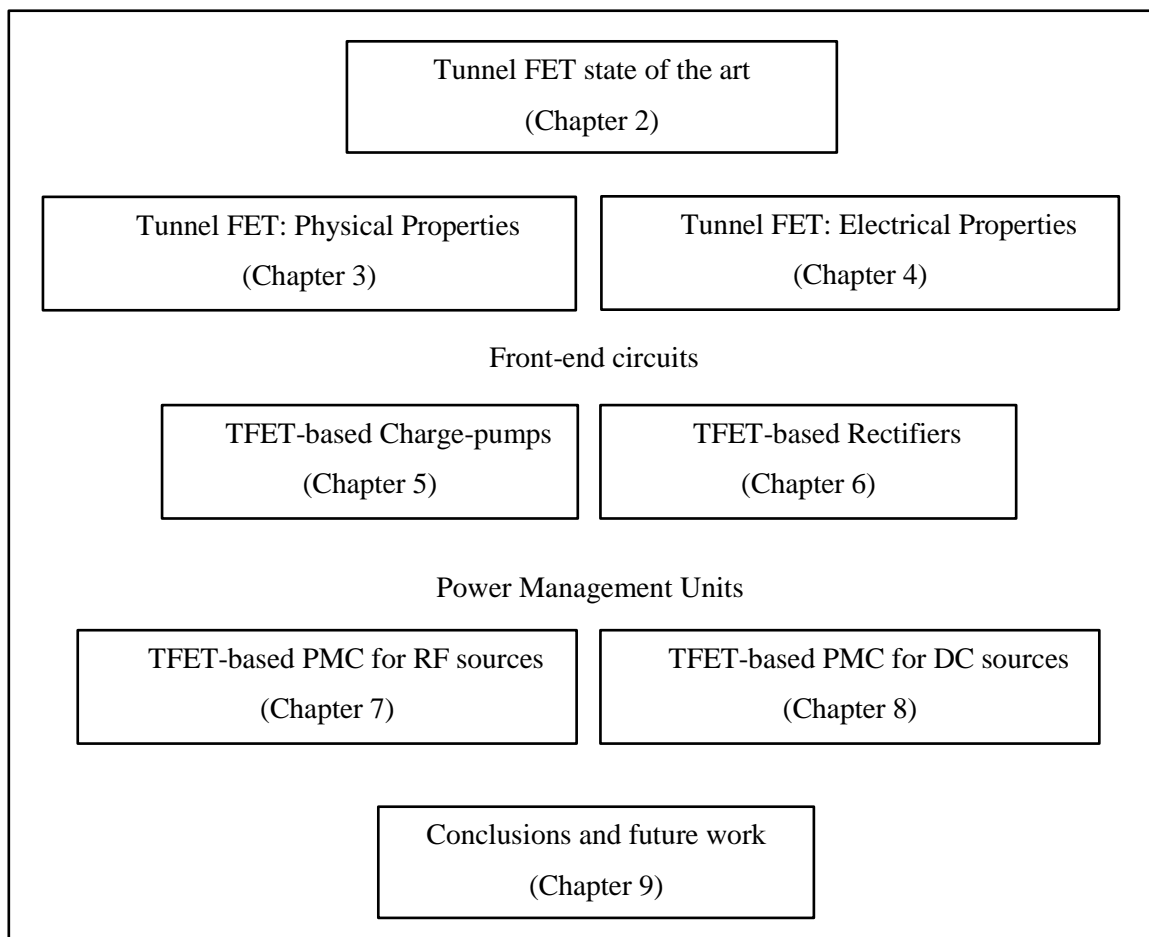 Tunnel FET state of the art
(Chapter 2)
Tunnel FET: Physical Properties
(Chapter 3)
Tunnel FET: Electrical Properties
(Chapter 4)
Front-end circuits
TFET-based Charge-pumps
(Chapter 5)
TFET-based Rectifiers
(Chapter 6)
Power Management Units
TFET-based PMC for RF sources
(Chapter 7)
TFET-based PMC for DC sources
(Chapter 8)
Conclusions and future work
(Chapter 9)